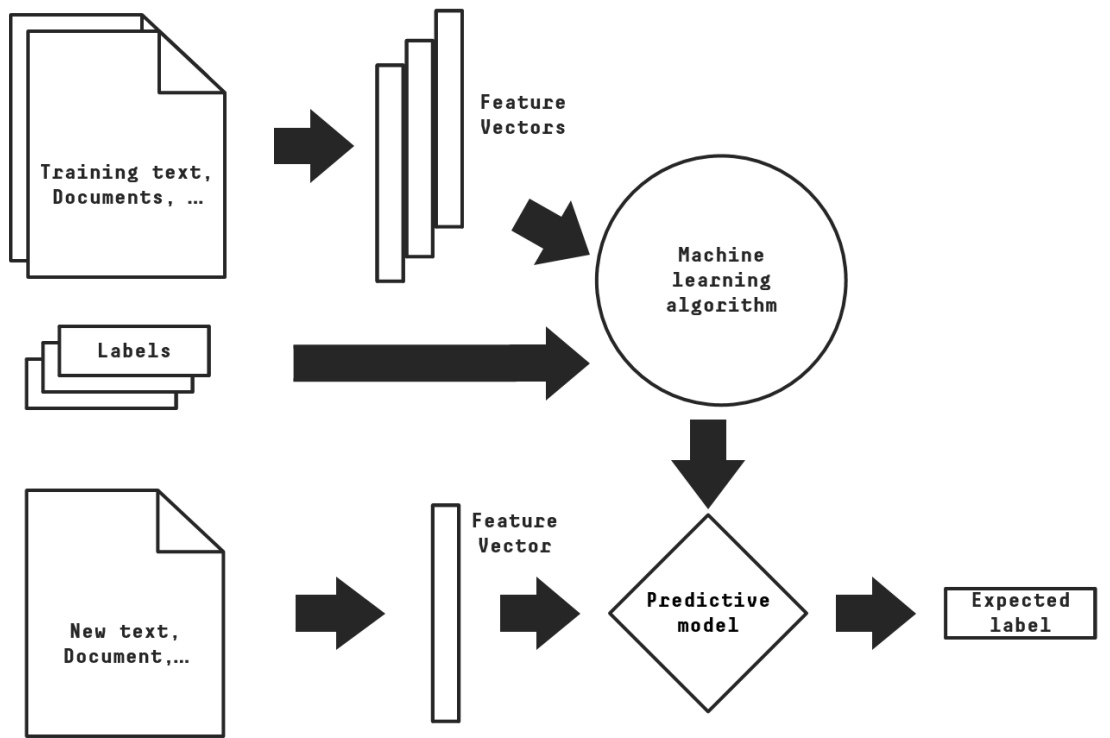 Feature
Vectors
Training text,
Documents, …
Machine
learning
algorithm
Labels
Feature
Vector
New text,
Document,…
Predictive
model
Expected
label